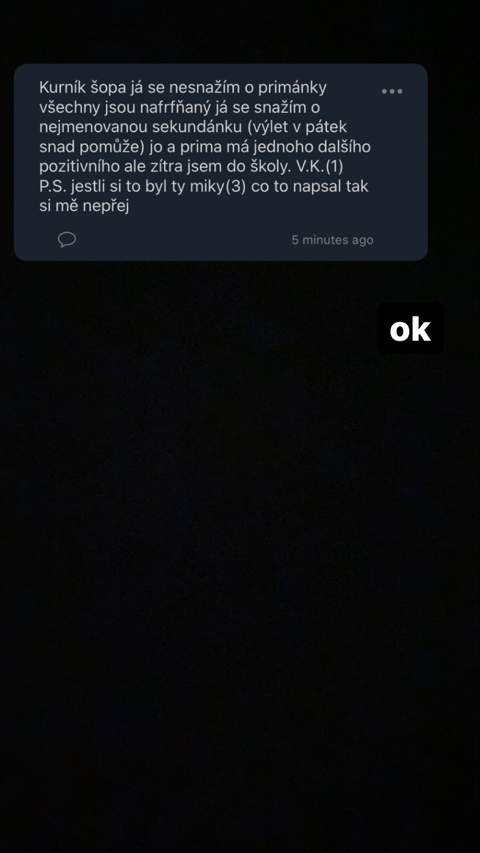 Kurník šopa já se nesnažím o primánky
všechny jsou nafrfňaný já se snažím o
nejmenovanou sekundánku (výlet v pátek
snad pomůže) jo a prima má jednoho dalšího
pozitivního ale zítra jsem do školy. V.K.(1)
P.S. jestli si to byl ty miky(3) co to napsal tak
si mě nepřej
5 minutes ago
ok